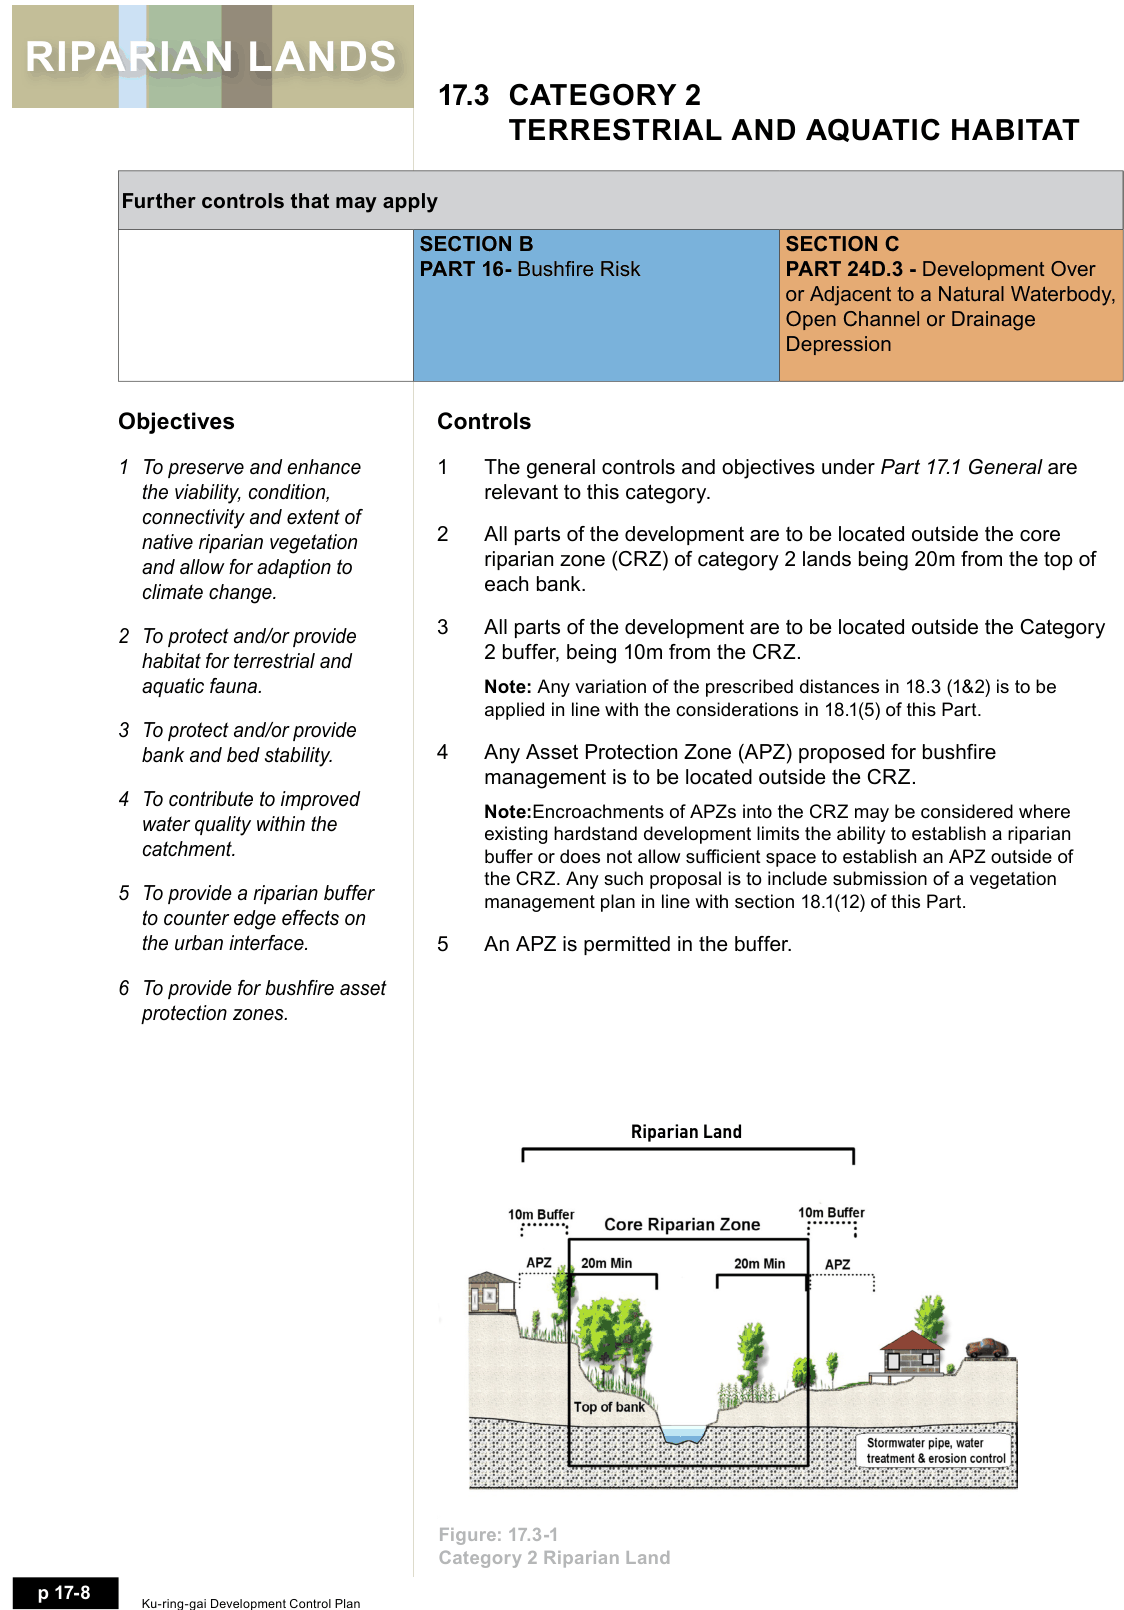 RIPARIAN LANDS
17.3 CATEGORY 2
TERRESTRIAL AND AQUATIC HABITAT
Further controls that may apply
SECTION B
PART 16- Bushfire Risk
SECTION C
PART 24D.3 - Development Over
or Adjacent to a Natural Waterbody,
Open Channel or Drainage
Depression
Objectives
1 To preserve and enhance
the viability, condition,
connectivity and extent of
native riparian vegetation
and allow for adaption to
climate change.
2 To protect and/or provide
habitat for terrestrial and
aquatic fauna.
3 To protect and/or provide
bank and bed stability.
4 To contribute to improved
water quality within the
catchment.
5 To provide a riparian buffer
to counter edge effects on
the urban interface.
6 To provide for bushfire asset
protection zones.
Controls
1 The general controls and objectives under Part 17.1 General are
relevant to this category.
2 All parts of the development are to be located outside the core
riparian zone (CRZ) of category 2 lands being 20m from the top of
each bank.
3 All parts of the development are to be located outside the Category
2 buffer, being 10m from the CRZ.
Note: Any variation of the prescribed distances in 18.3 (1&2) is to be
applied in line with the considerations in 18.1(5) of this Part.
4 Any Asset Protection Zone (APZ) proposed for bushfire
management is to be located outside the CRZ.
Note:Encroachments of APZs into the CRZ may be considered where
existing hardstand development limits the ability to establish a riparian
buffer or does not allow sufficient space to establish an APZ outside of
the CRZ. Any such proposal is to include submission of a vegetation
management plan in line with section 18.1(12) of this Part.
5 An APZ is permitted in the buffer.
Riparian Land
10m Buffer
Core Riparian Zone
10m Buffer
APZ
20m Min
20m Min
APZ
Top of bank
Stormwater pipe, water
treatment & erosion control
Figure: 17.3-1
Category 2 Riparian Land
p 17-8
Ku-ring-gai Development Control Plan